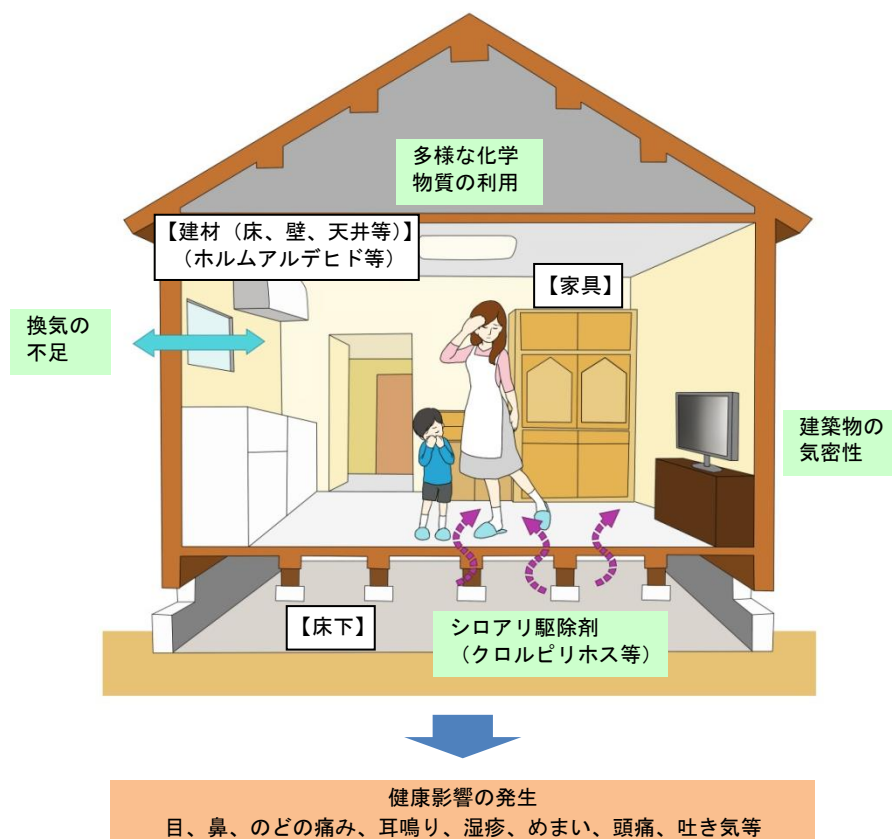 多様な化学
物質の利用
【建材(床、壁、天井等)】
(ホルムアルデヒド等)
【家具】
換気の
不足
建築物の
気密性
【床下】
シロアリ駆除剤
(クロルピリホス等)
健康影響の発生
目、鼻、のどの痛み、耳鳴り、湿疹、めまい、頭痛、吐き気等